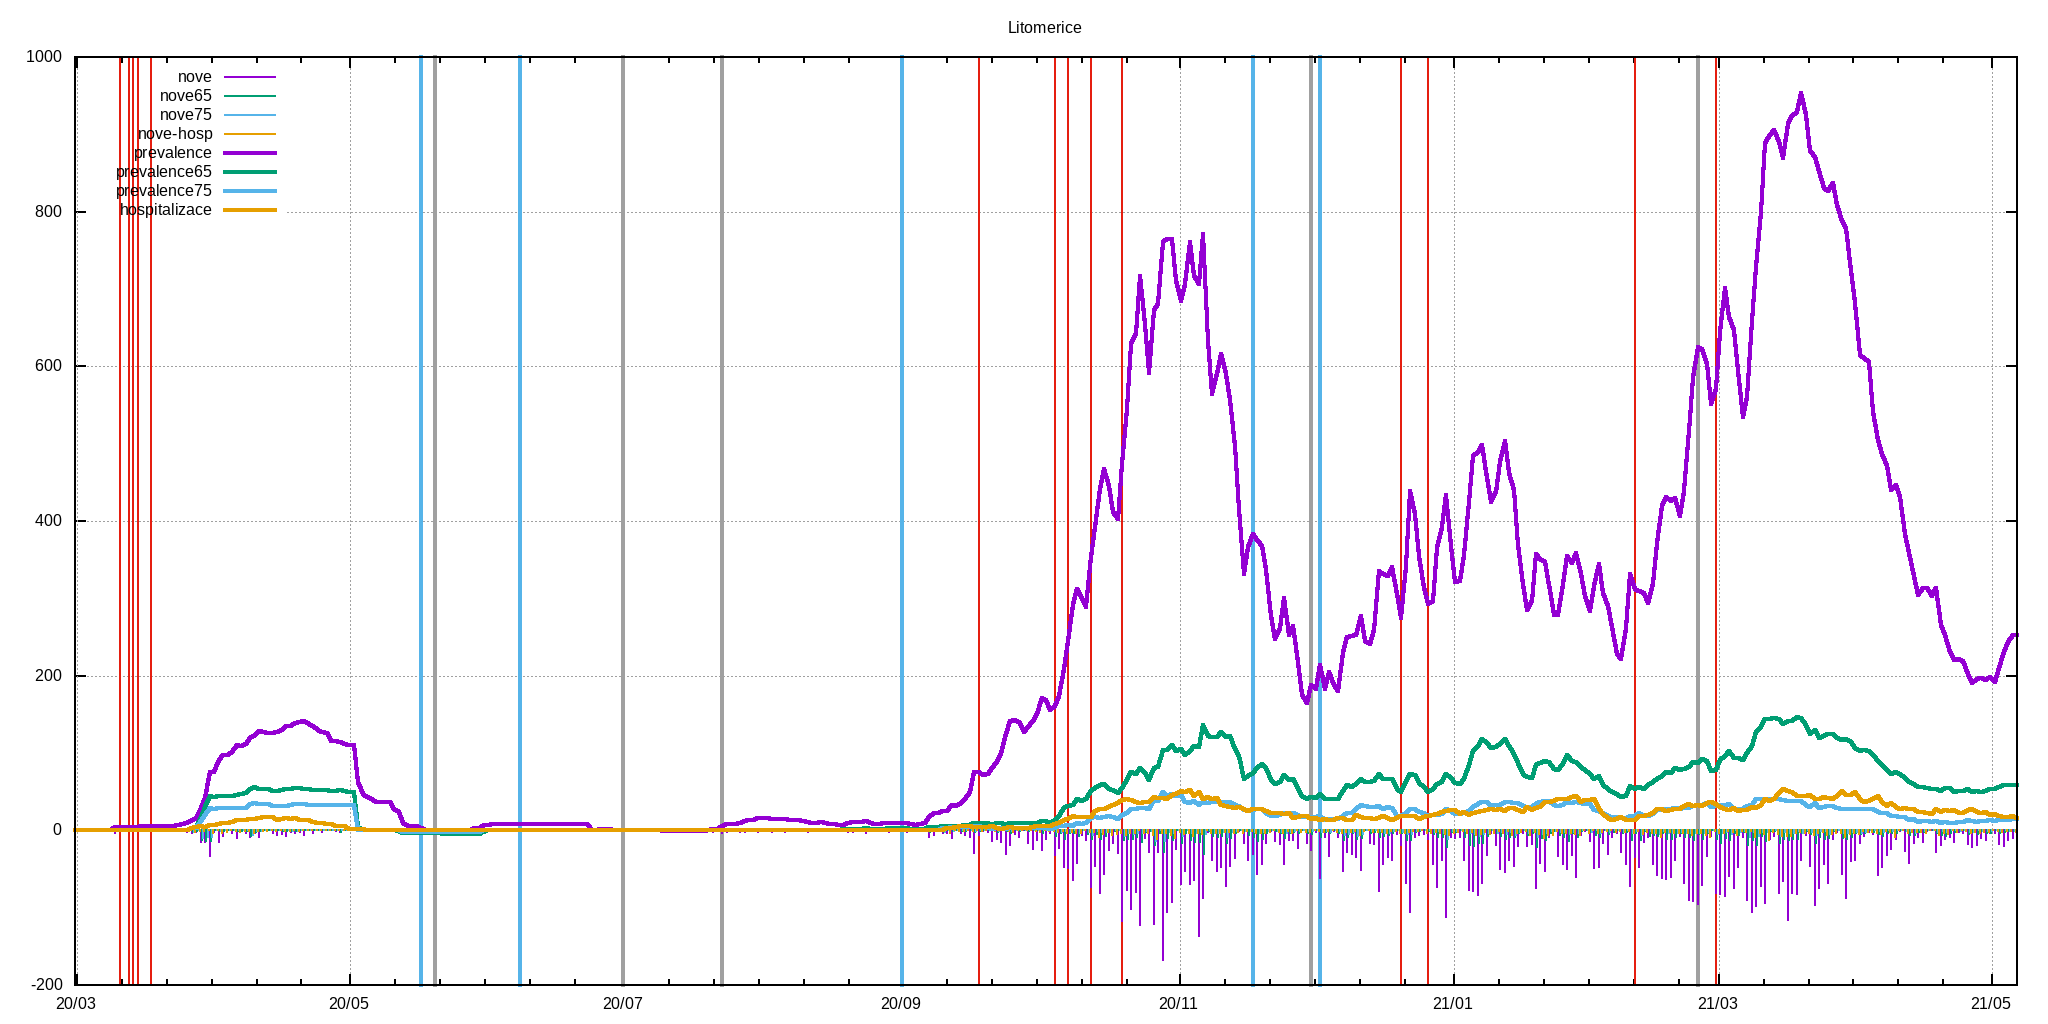 Litomerice
1000
800
600
400
200
0
-200
nove
nove65
nove75
nove-hosp
prevalence
prevalence65
prevalence75
hospitalizace
20/03
20/05
20/07
20/09
20/11
21/01
21/03
21/05